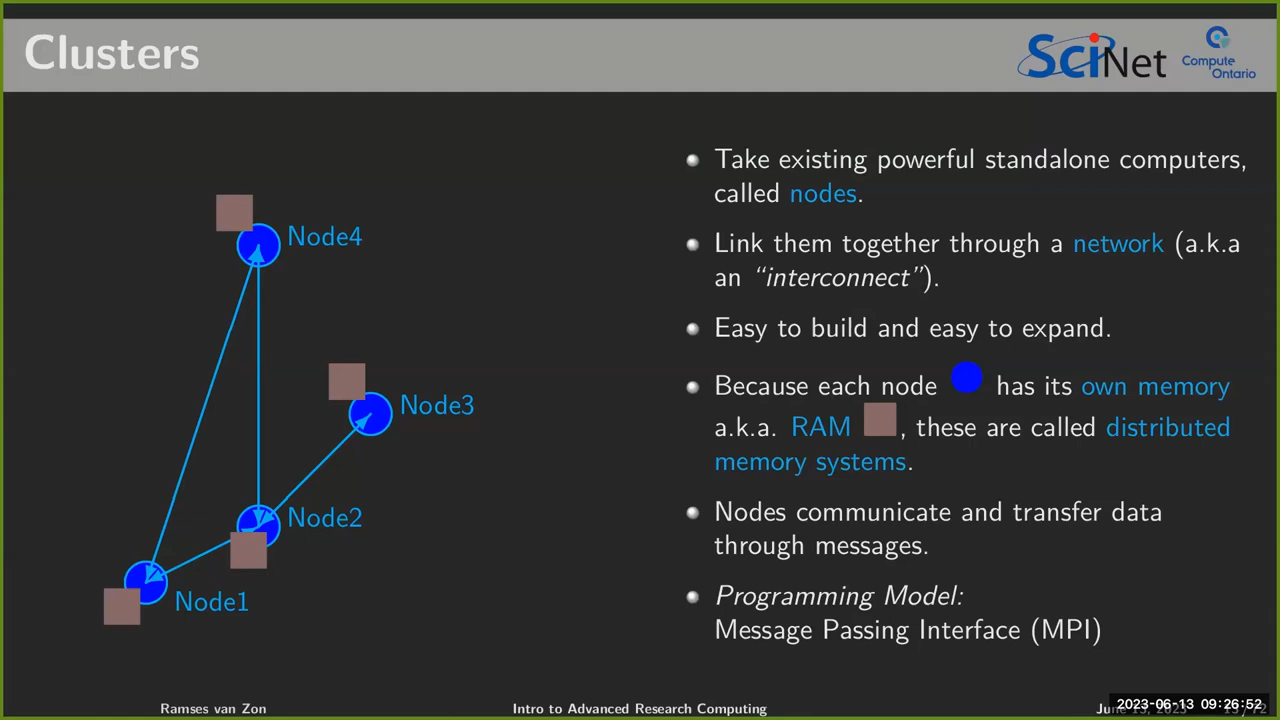 Clusters
SciNet
Compute
Ontario
Node4
Node3
Node2
Node1
Take existing powerful standalone computers,
called nodes.
Link them together through a network (a.k.a
an “interconnect”).
Easy to build and easy to expand.
Because each node has its own memory
a.k.a. RAM , these are called distributed
memory systems.
Nodes communicate and transfer data
through messages.
Programming Model:
Message Passing Interface (MPI)
Ramses van Zon
Intro to Advanced Research Computing
2023-06-13 09:26:52